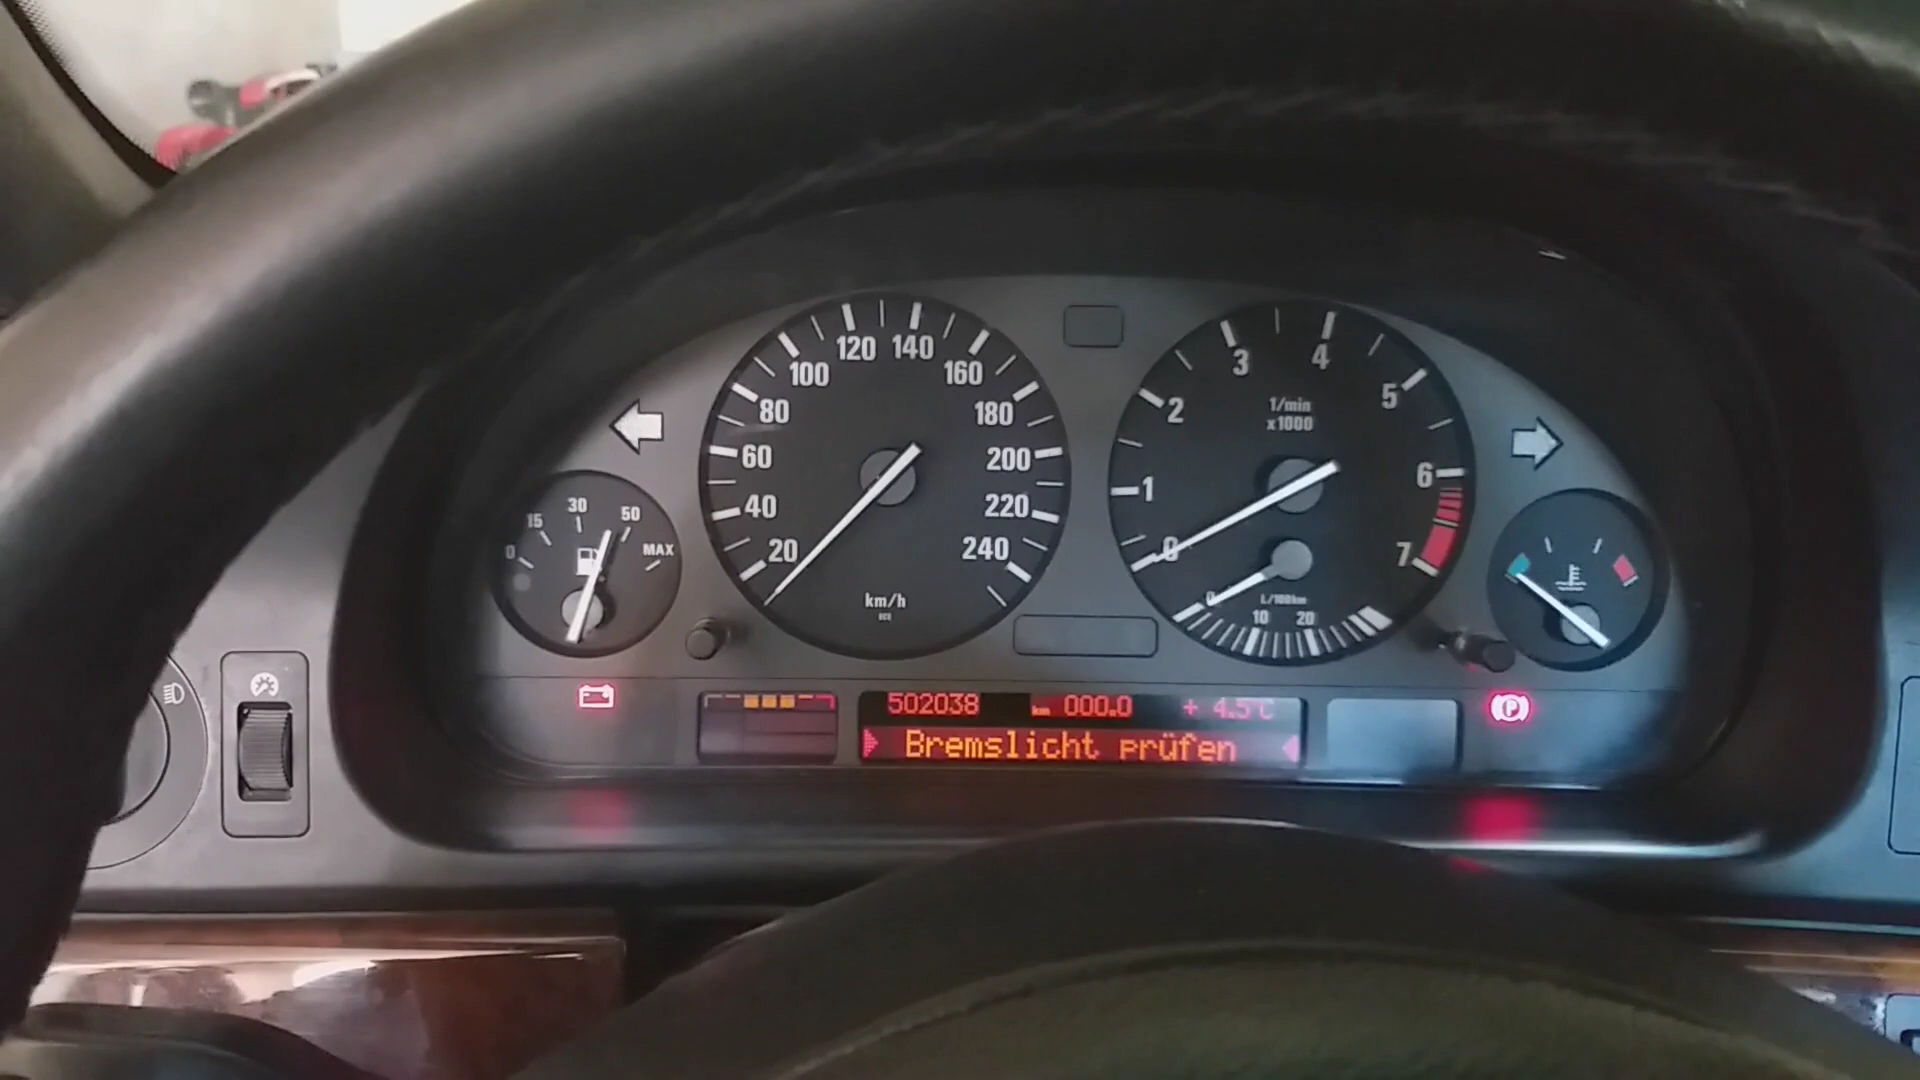 120 140
100 160
80 180
60 200
40 220
20 240
km/h
3 4
2 5
1 6
0 7
1/min
x1000
0 L/100km
10 20
0 15 30 50 MAX
502038 km 000.0 + 4.5°C
Bremslicht prüfen
P